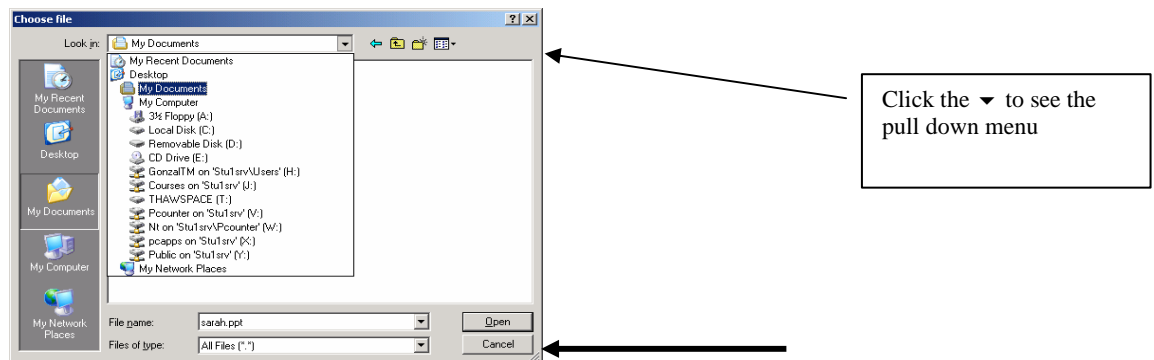 Choose file
Look in: My Documents
My Recent Documents
Desktop
My Documents
My Computer
3½ Floppy (A:)
Local Disk (C:)
Removable Disk (D:)
CD Drive (E:)
GonzalTM on 'Stu1srv\Users' (H:)
Courses on 'Stu1srv' (J:)
THAWSPACE (T:)
Pcounter on 'Stu1srv' (V:)
Nt on 'Stu1srv\Pcounter' (W:)
pcapps on 'Stu1srv' (X:)
Public on 'Stu1srv' (Y:)
My Network Places
My Recent
Documents
Desktop
My Documents
My Computer
My Network
Places
File name: sarah.ppt Open
Files of type: All Files (*.*) Cancel
Click the ▾ to see the
pull down menu